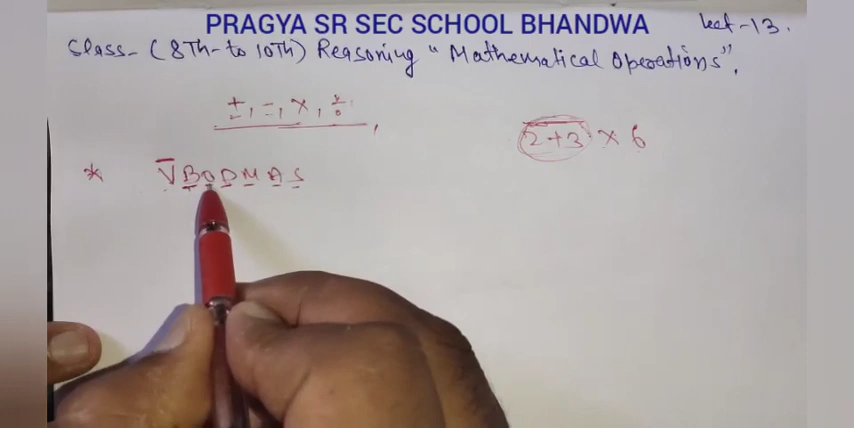 PRAGYA SR SEC SCHOOL BHANDWA
Lect-13.
Class- (8Th-to 10Th) Reasoning "Mathematical Operations".
±, =, ×, ÷,
2+3 × 6
* V̅BODMAS